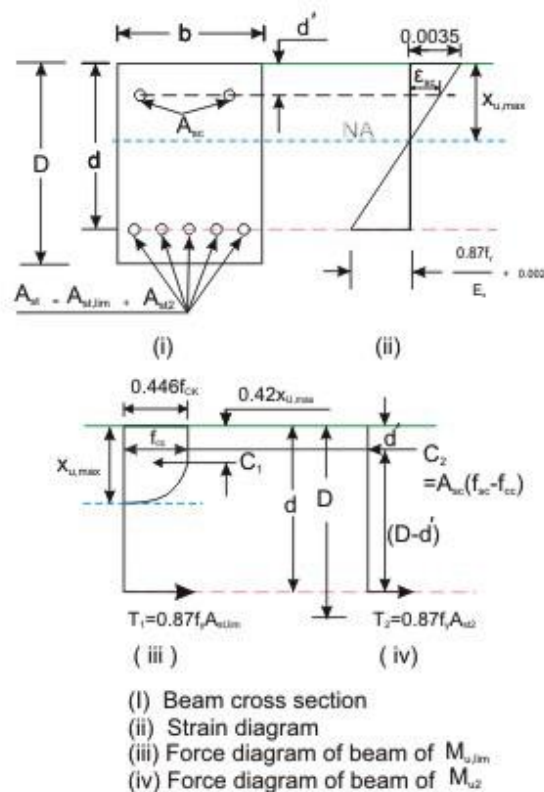 b
d'
0.0035
ε_sc
x_u,max
A_sc
NA
D
d
0.87f_y
E_s
+ 0.002
A_st = A_st,lim + A_st2
(i)
(ii)
0.446f_CK
0.42x_u,max
f_cc
d'
x_u,max
C_1
C_2
=A_sc(f_sc-f_cc)
d
D
(D-d')
T_1=0.87f_yA_st,lim
T_2=0.87f_yA_st2
( iii )
(iv)
(I) Beam cross section
(ii) Strain diagram
(iii) Force diagram of beam of M_u,lim
(iv) Force diagram of beam of M_u2